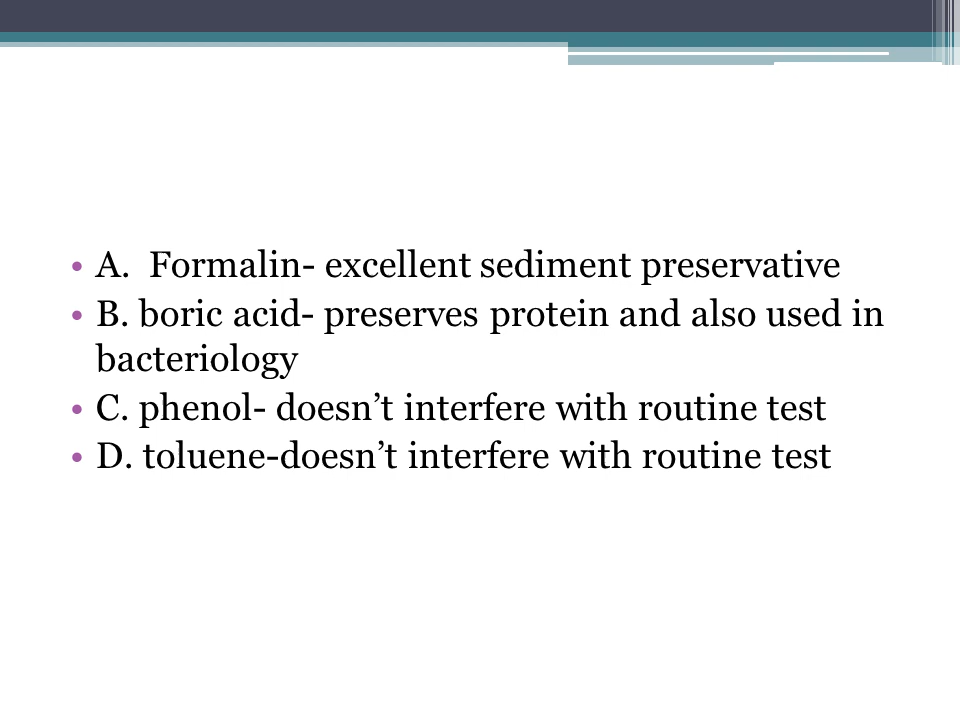 • A.  Formalin- excellent sediment preservative
• B. boric acid- preserves protein and also used in
bacteriology
• C. phenol- doesn’t interfere with routine test
• D. toluene-doesn’t interfere with routine test